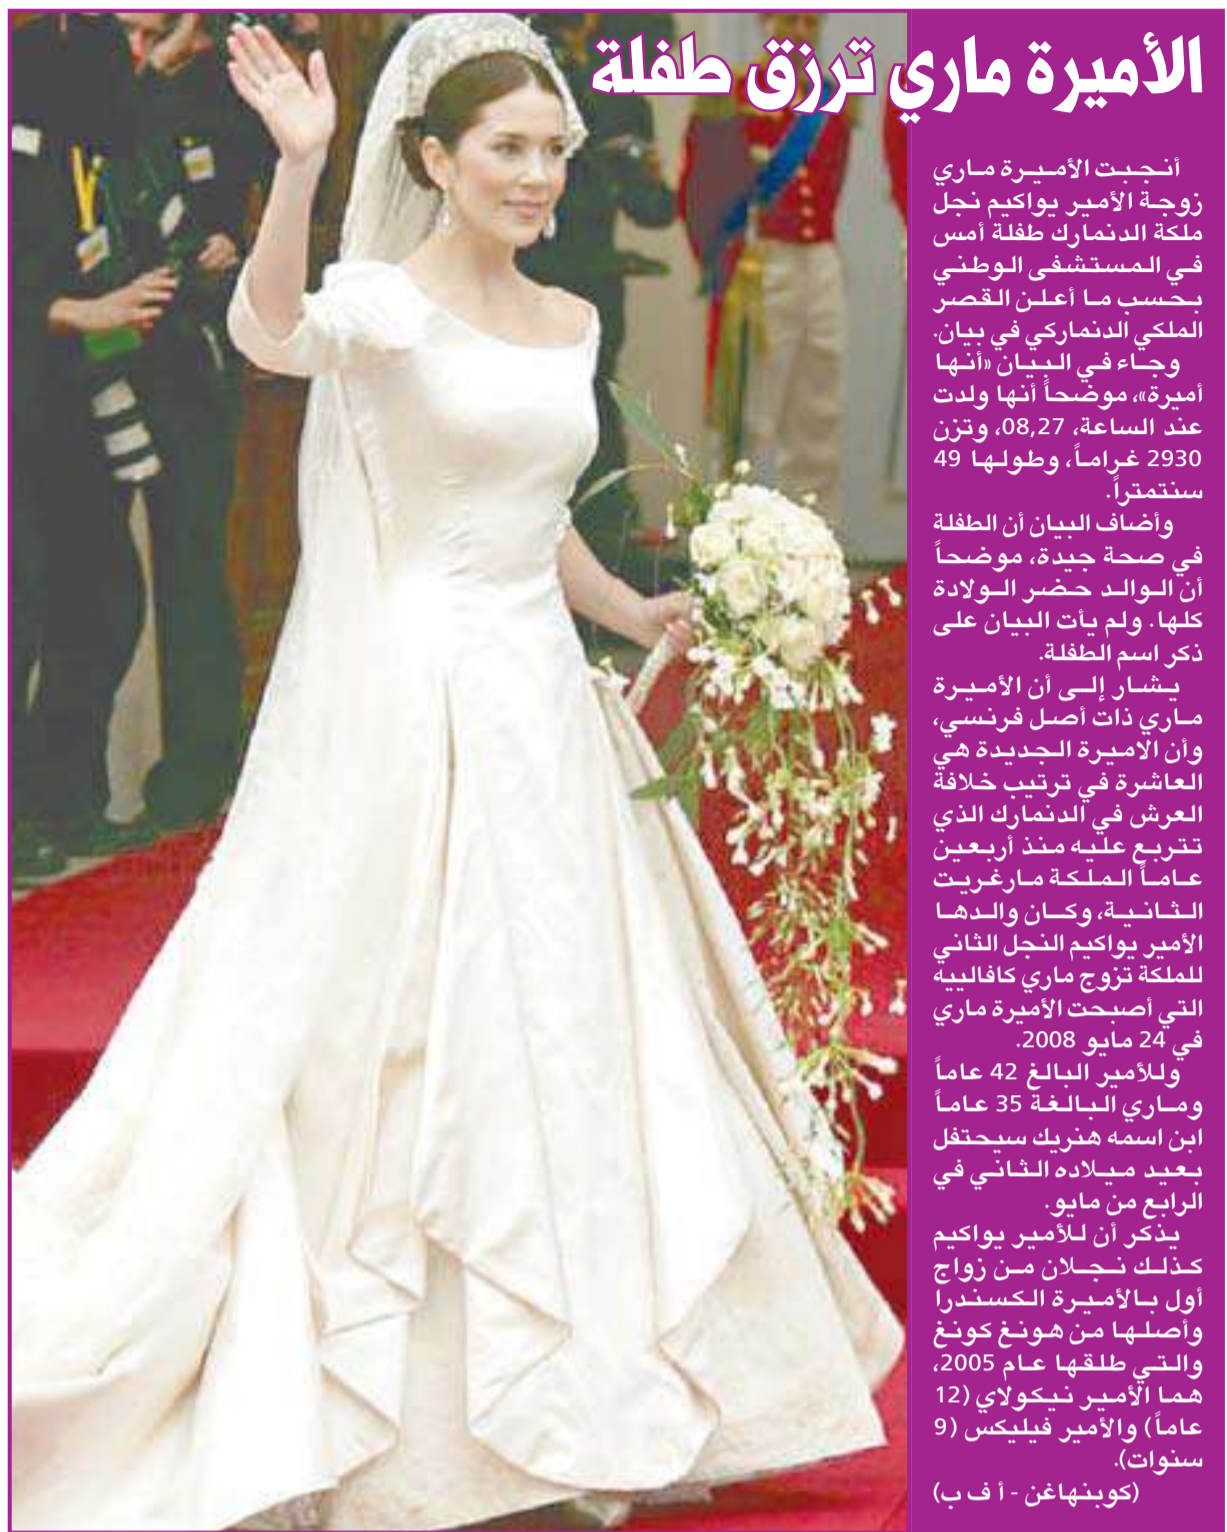 الأميرة ماري ترزق طفلة
أنجبت الأميرة ماري
زوجة الأمير يواكيم نجل
ملكة الدنمارك طفلة أمس
في المستشفى الوطني
بحسب ما أعلن القصر
الملكي الدنماركي في بيان.
وجاء في البيان «أنها
أميرة»، موضحاً أنها ولدت
عند الساعة، 08,27، وتزن
2930 غراماً، وطولها 49
سنتمتراً.
وأضاف البيان أن الطفلة
في صحة جيدة، موضحاً
أن الوالد حضر الولادة
كلها. ولم يأت البيان على
ذكر اسم الطفلة.
يشار إلى أن الأميرة
ماري ذات أصل فرنسي،
وأن الاميرة الجديدة هي
العاشرة في ترتيب خلافة
العرش في الدنمارك الذي
تتربع عليه منذ أربعين
عاماً الملكة مارغريت
الثانية، وكان والدها
الأمير يواكيم النجل الثاني
للملكة تزوج ماري كافالييه
التي أصبحت الأميرة ماري
في 24 مايو 2008.
وللأمير البالغ 42 عاماً
وماري البالغة 35 عاماً
ابن اسمه هنريك سيحتفل
بعيد ميلاده الثاني في
الرابع من مايو.
يذكر أن للأمير يواكيم
كذلك نجلان من زواج
أول بالأميرة الكسندرا
وأصلها من هونغ كونغ
والتي طلقها عام 2005،
هما الأمير نيكولاي (12
عاماً) والأمير فيليكس (9
سنوات).
(كوبنهاغن - أ ف ب)